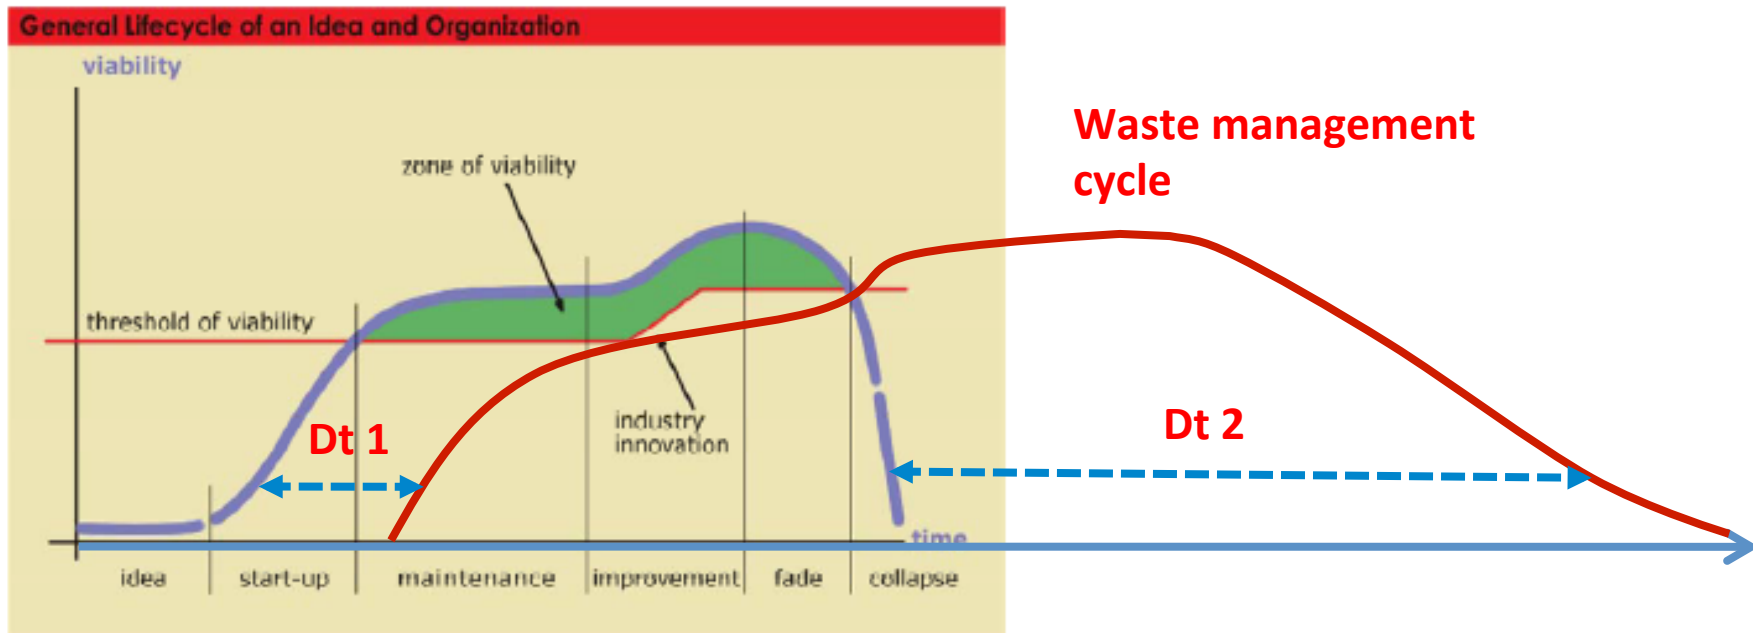 General Lifecycle of an Idea and Organization
viability
Waste management
cycle
zone of viability
threshold of viability
industry
innovation
Dt 1
Dt 2
time
idea
start-up
maintenance
improvement
fade
collapse